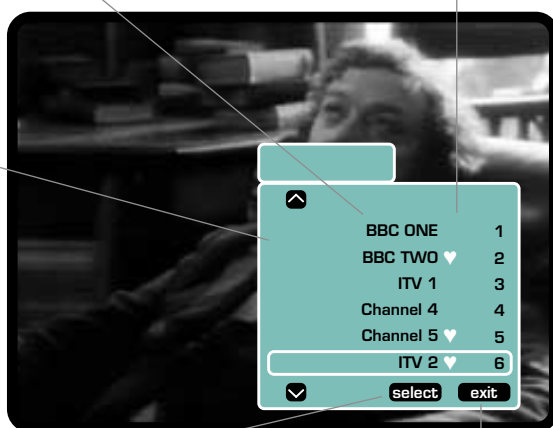 BBC ONE 1
BBC TWO ♥ 2
ITV 1 3
Channel 4 4
Channel 5 ♥ 5
ITV 2 ♥ 6
select exit